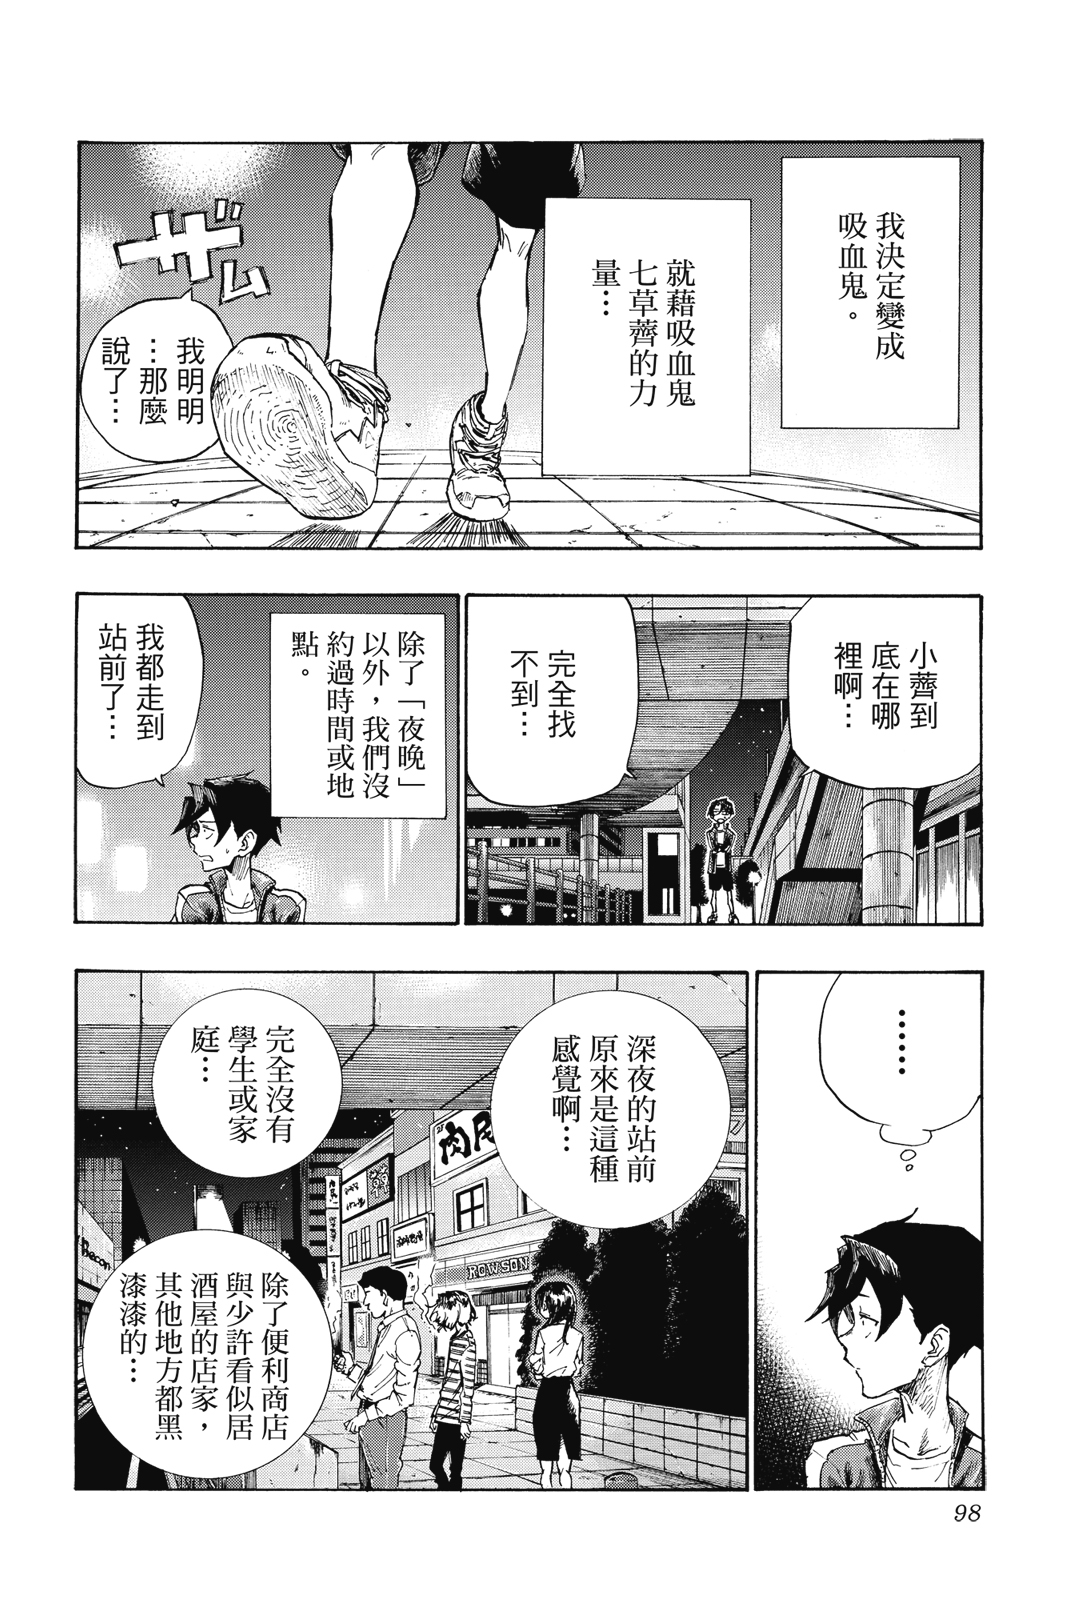 我決定變成
吸血鬼。
就藉吸血鬼
七草薺的力
量…
ザム
我明明
…那麼
說了…
小薺到
底在哪
裡啊…
完全找
不到…
除了「夜晚」
以外，我們沒
約過時間或地
點。
我都走到
站前了…
……
深夜的站前
原來是這種
感覺啊…
完全沒有
學生或家
庭…
除了便利商店
與少許看似居
酒屋的店家，
其他地方都黑
漆漆的…
肉
ROWSON
Recon
98